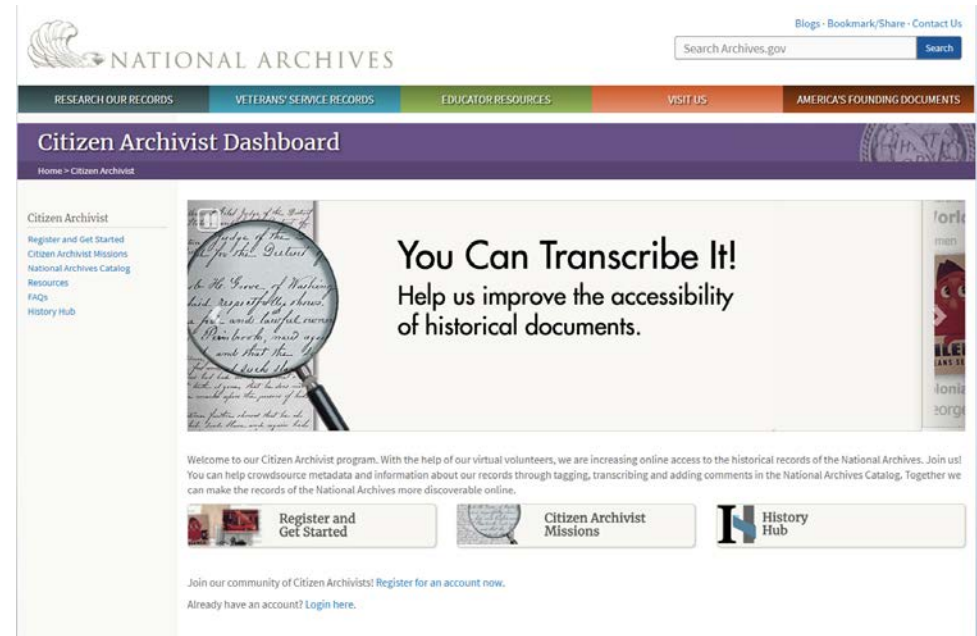 Blogs · Bookmark/Share · Contact Us
NATIONAL ARCHIVES
Search Archives.gov
Search
RESEARCH OUR RECORDS
VETERANS' SERVICE RECORDS
EDUCATOR RESOURCES
VISIT US
AMERICA'S FOUNDING DOCUMENTS
Citizen Archivist Dashboard
Home > Citizen Archivist
Citizen Archivist
Register and Get Started
Citizen Archivist Missions
National Archives Catalog
Resources
FAQs
History Hub
You Can Transcribe It!
Help us improve the accessibility
of historical documents.
Welcome to our Citizen Archivist program. With the help of our virtual volunteers, we are increasing online access to the historical records of the National Archives. Join us!
You can help crowdsource metadata and information about our records through tagging, transcribing and adding comments in the National Archives Catalog. Together we
can make the records of the National Archives more discoverable online.
Register and
Get Started
Citizen Archivist
Missions
History
Hub
Join our community of Citizen Archivists! Register for an account now.
Already have an account? Login here.